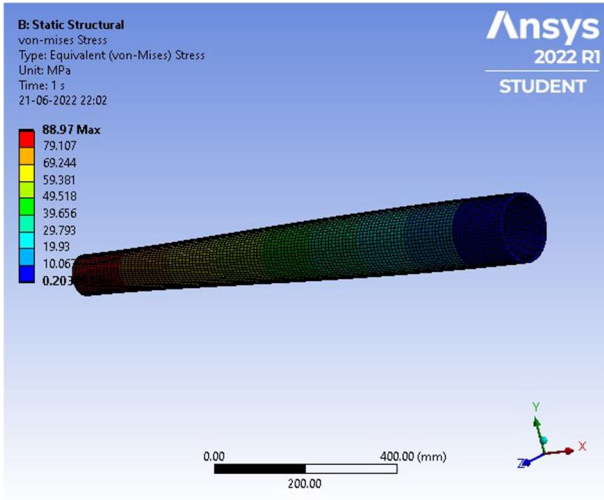 B: Static Structural
von-mises Stress
Type: Equivalent (von-Mises) Stress
Unit: MPa
Time: 1 s
21-06-2022 22:02
Ansys
2022 R1
STUDENT
88.97 Max
79.107
69.244
59.381
49.518
39.656
29.793
19.93
10.067
Y
X
Z
0.00
400.00 (mm)
200.00